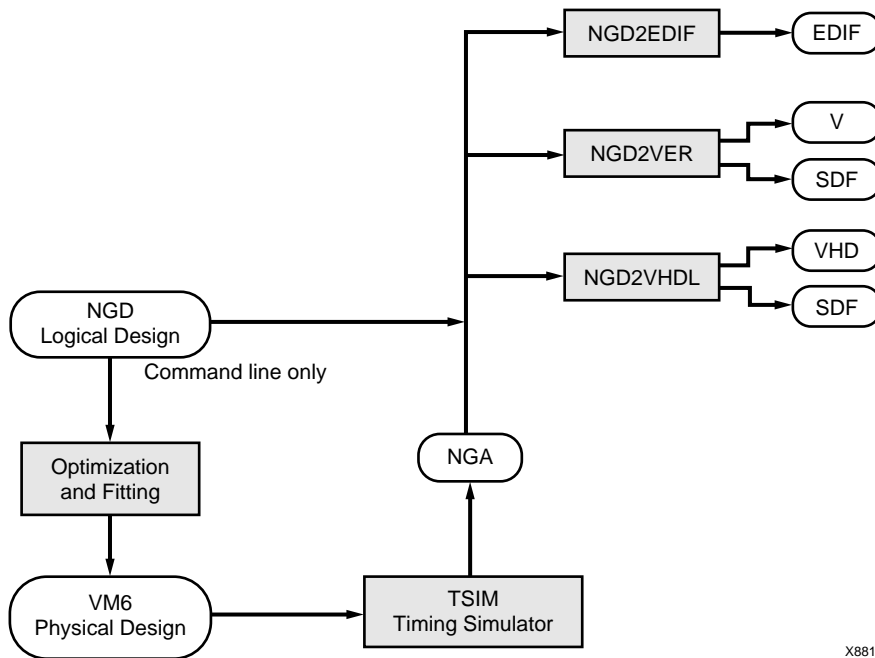 NGD2EDIF
EDIF
NGD2VER
V
SDF
NGD2VHDL
VHD
SDF
NGD
Logical Design
Command line only
Optimization
and Fitting
NGA
VM6
Physical Design
TSIM
Timing Simulator
X881